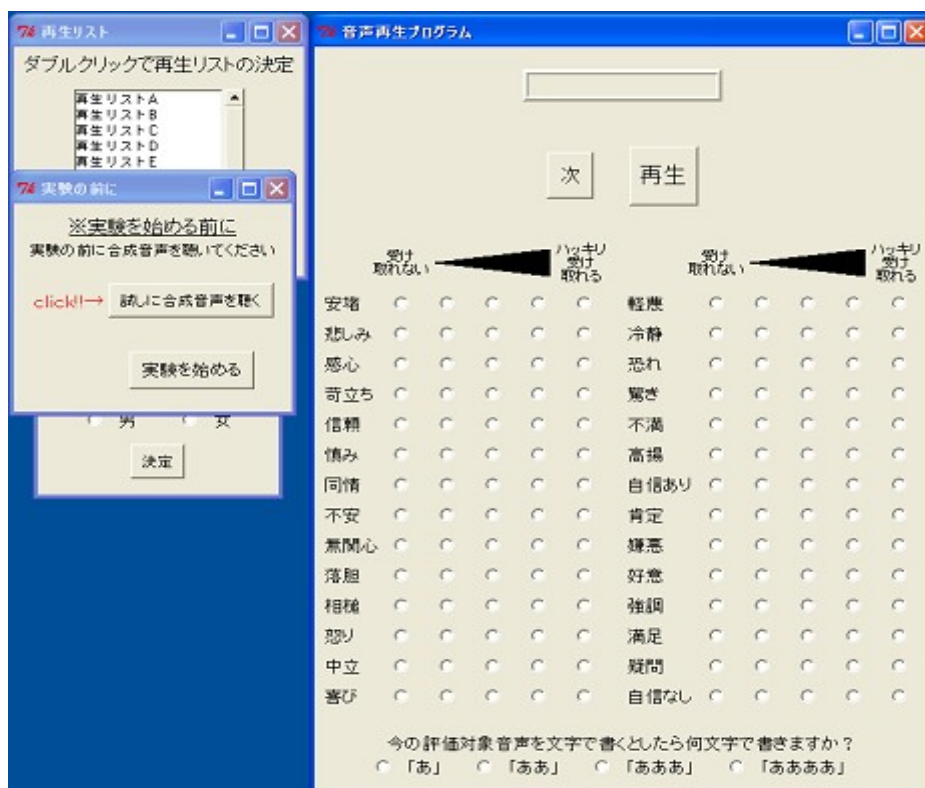 再生リスト
ダブルクリックで再生リストの決定
再生リストA
再生リストB
再生リストC
再生リストD
再生リストE
実験の前に
※実験を始める前に
実験の前に合成音声を聴いてください
click!!→ 試しに合成音声を聴く
実験を始める
男 女
決定
音声再生プログラム
次 再生
受け取れない ハッキリ受け取れる 受け取れない ハッキリ受け取れる
安堵 軽蔑
悲しみ 冷静
感心 恐れ
苛立ち 驚き
信頼 不満
慎み 高揚
同情 自信あり
不安 肯定
無関心 嫌悪
落胆 好意
相槌 強調
怒り 満足
中立 疑問
喜び 自信なし
今の評価対象音声を文字で書くとしたら何文字で書きますか？
「あ」 「ああ」 「あああ」 「ああああ」